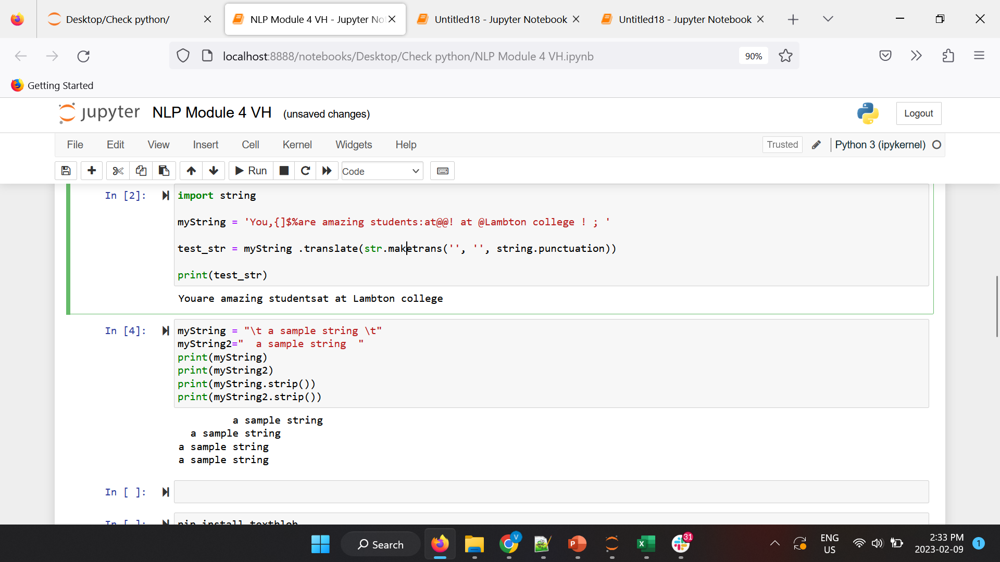 Desktop/Check python/
NLP Module 4 VH - Jupyter No
Untitled18 - Jupyter Notebook
Untitled18 - Jupyter Notebook
localhost:8888/notebooks/Desktop/Check python/NLP Module 4 VH.ipynb
90%
Getting Started
jupyter NLP Module 4 VH (unsaved changes)
Logout
File Edit View Insert Cell Kernel Widgets Help
Trusted Python 3 (ipykernel)
Run Code
In [2]: import string
myString = 'You,{]$%are amazing students:at@@! at @Lambton college ! ; '
test_str = myString .translate(str.maketrans('', '', string.punctuation))
print(test_str)
Youare amazing studentsat at Lambton college
In [4]: myString = "\t a sample string \t"
myString2="  a sample string  "
print(myString)
print(myString2)
print(myString.strip())
print(myString2.strip())
a sample string
a sample string
a sample string
a sample string
In [ ]:
In [ ]: pip install textblob
Search
V
P
X
31
ENG
US
2:33 PM
2023-02-09
1